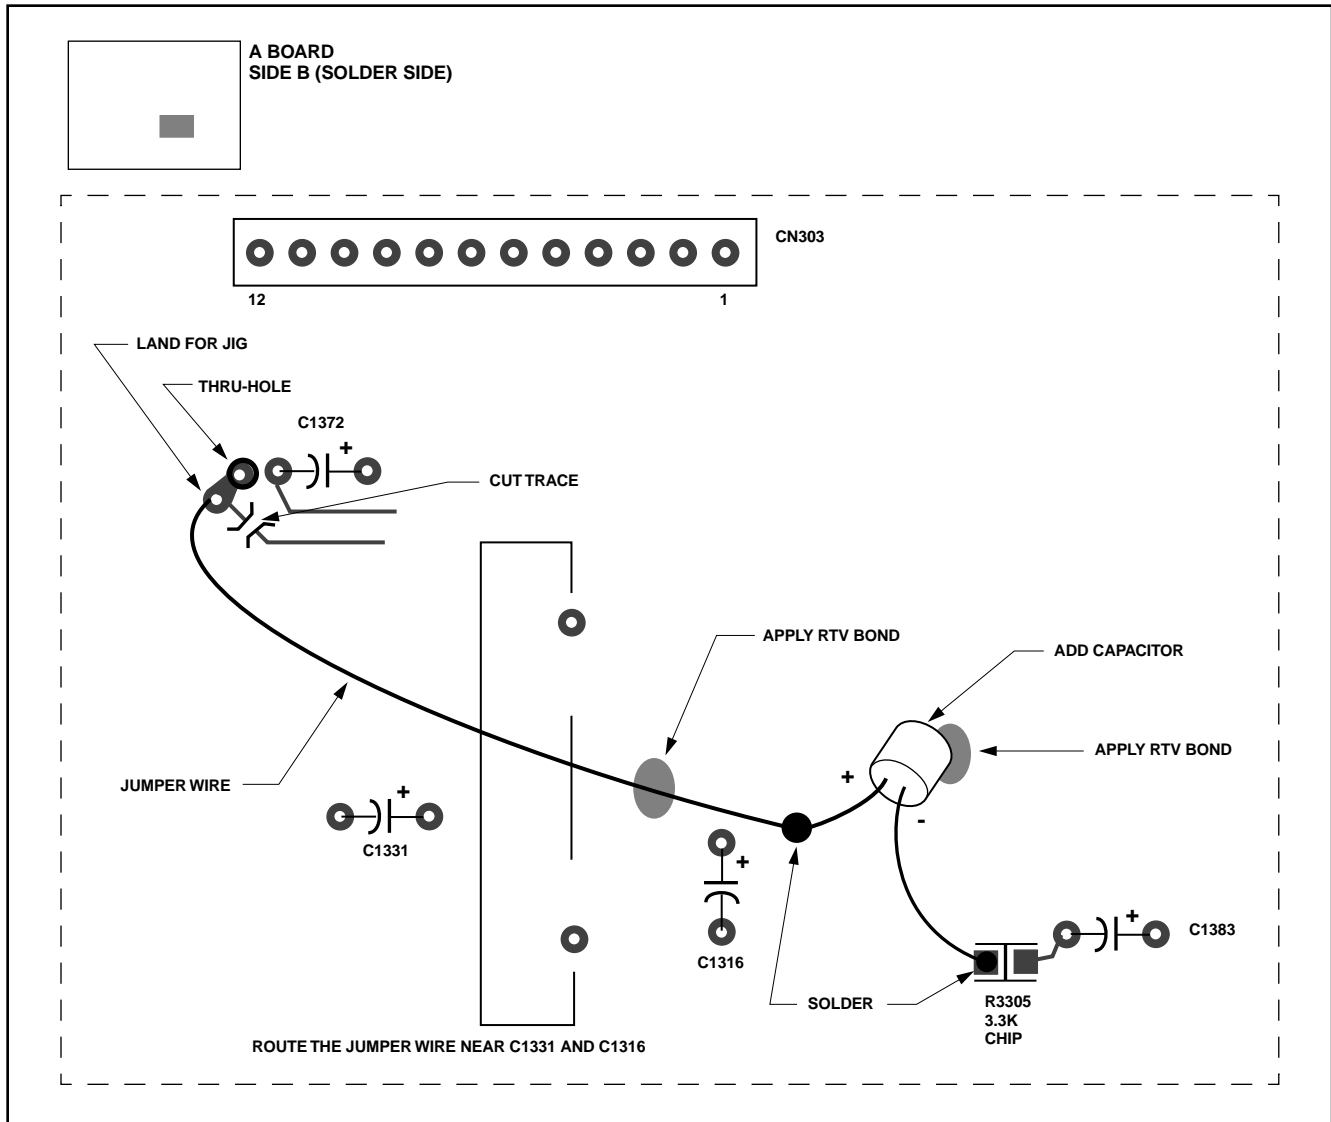 A BOARD
SIDE B (SOLDER SIDE)
CN303
12
1
LAND FOR JIG
THRU-HOLE
C1372
+
CUT TRACE
APPLY RTV BOND
ADD CAPACITOR
APPLY RTV BOND
JUMPER WIRE
+
-
+
C1331
+
C1316
+
C1383
SOLDER
R3305
3.3K
CHIP
ROUTE THE JUMPER WIRE NEAR C1331 AND C1316